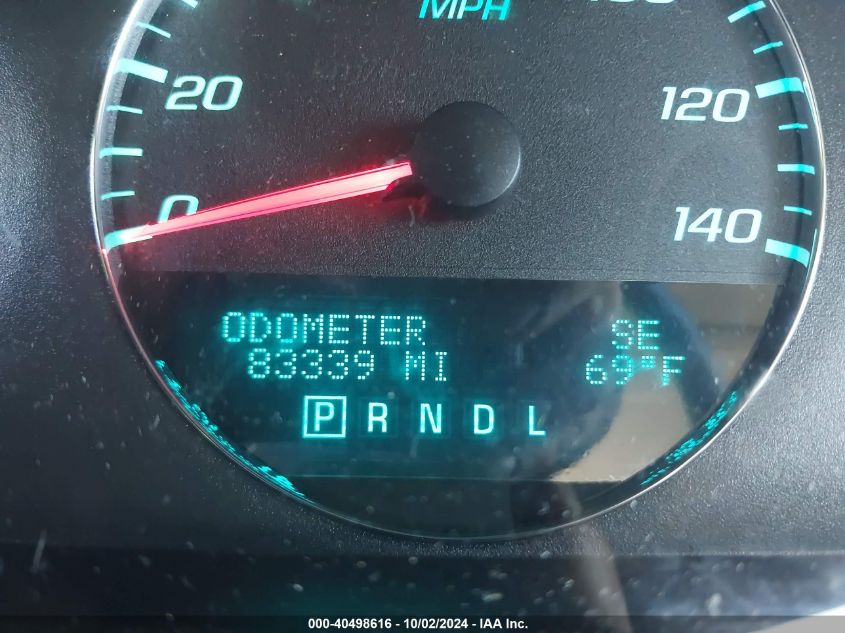 MPH
20
120
0
140
ODOMETER SE
83339 MI 69°F
P R N D L
000-40498616 - 10/02/2024 - IAA Inc.